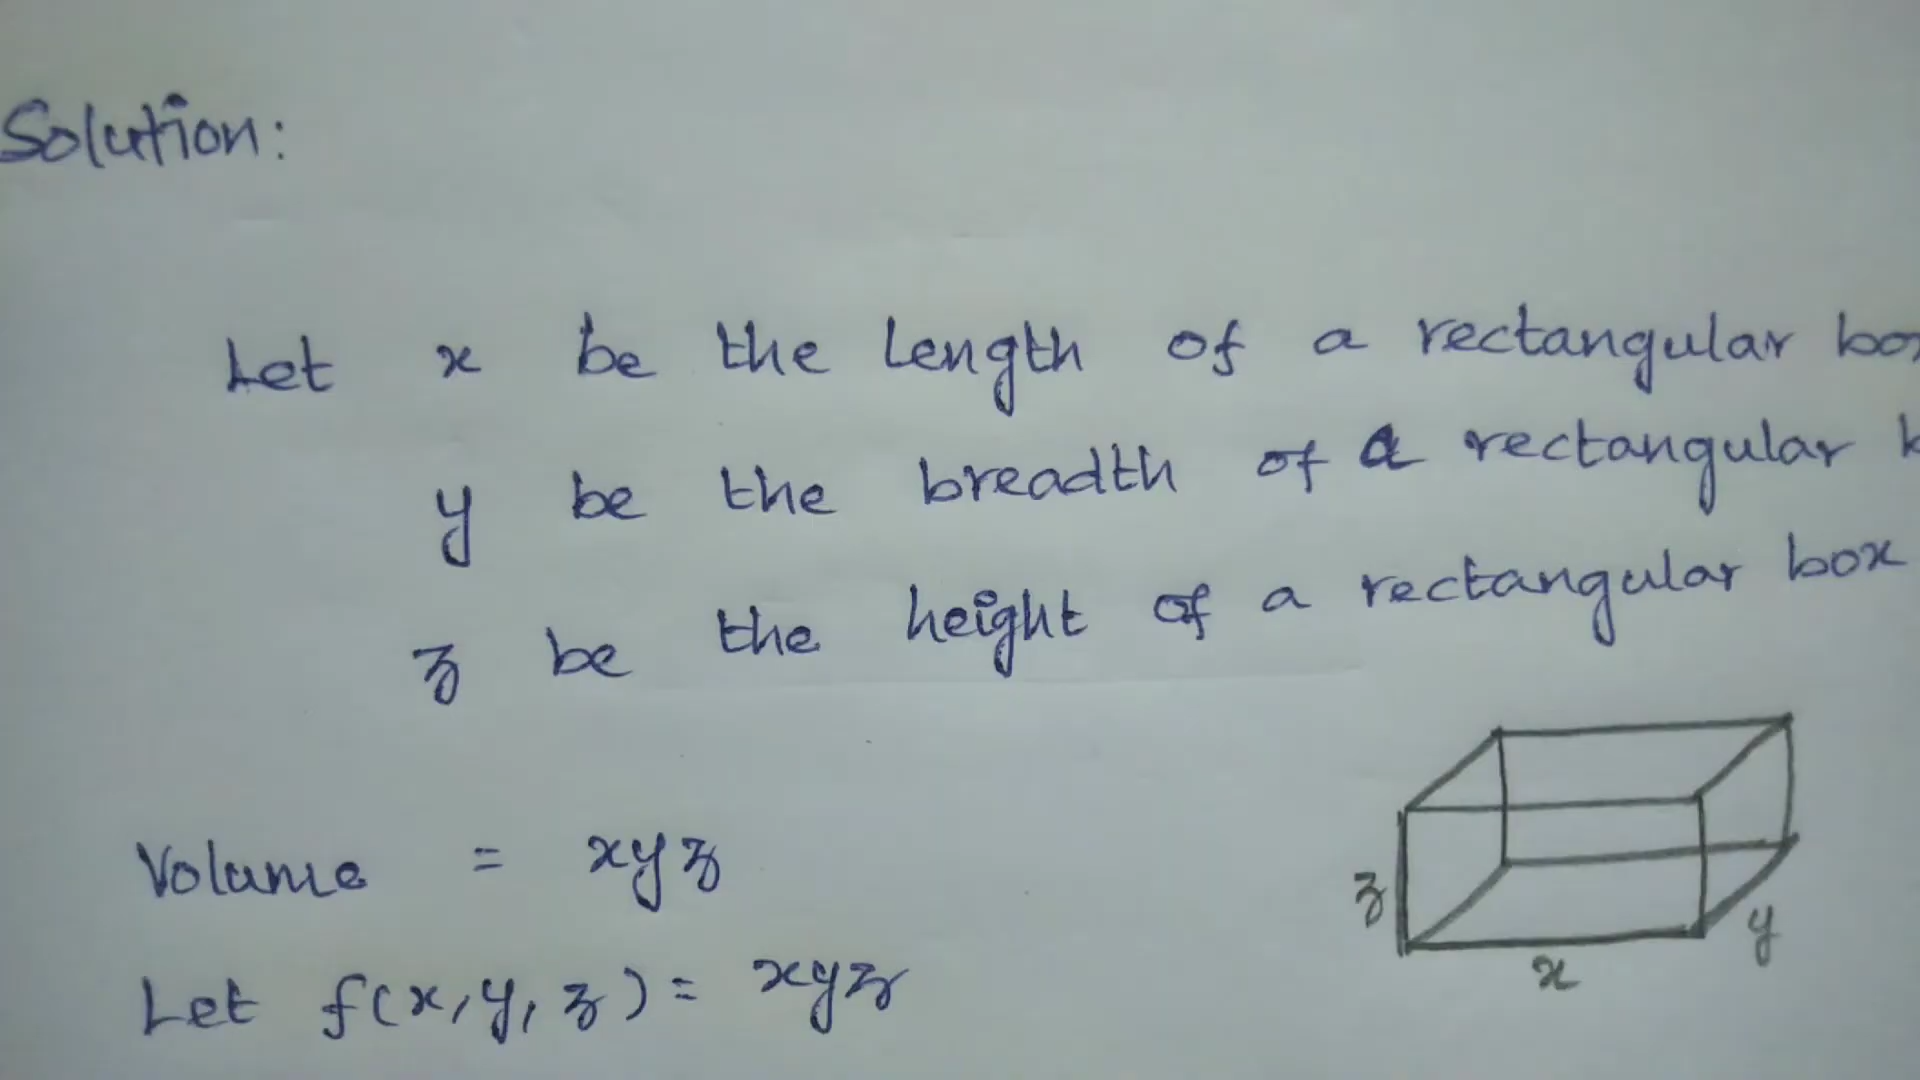 Solution:
Let x be the length of a rectangular box
y be the breadth of a rectangular
z be the height of a rectangular box
Volume = xyz
Let f(x,y,z) = xyz
z
y
x